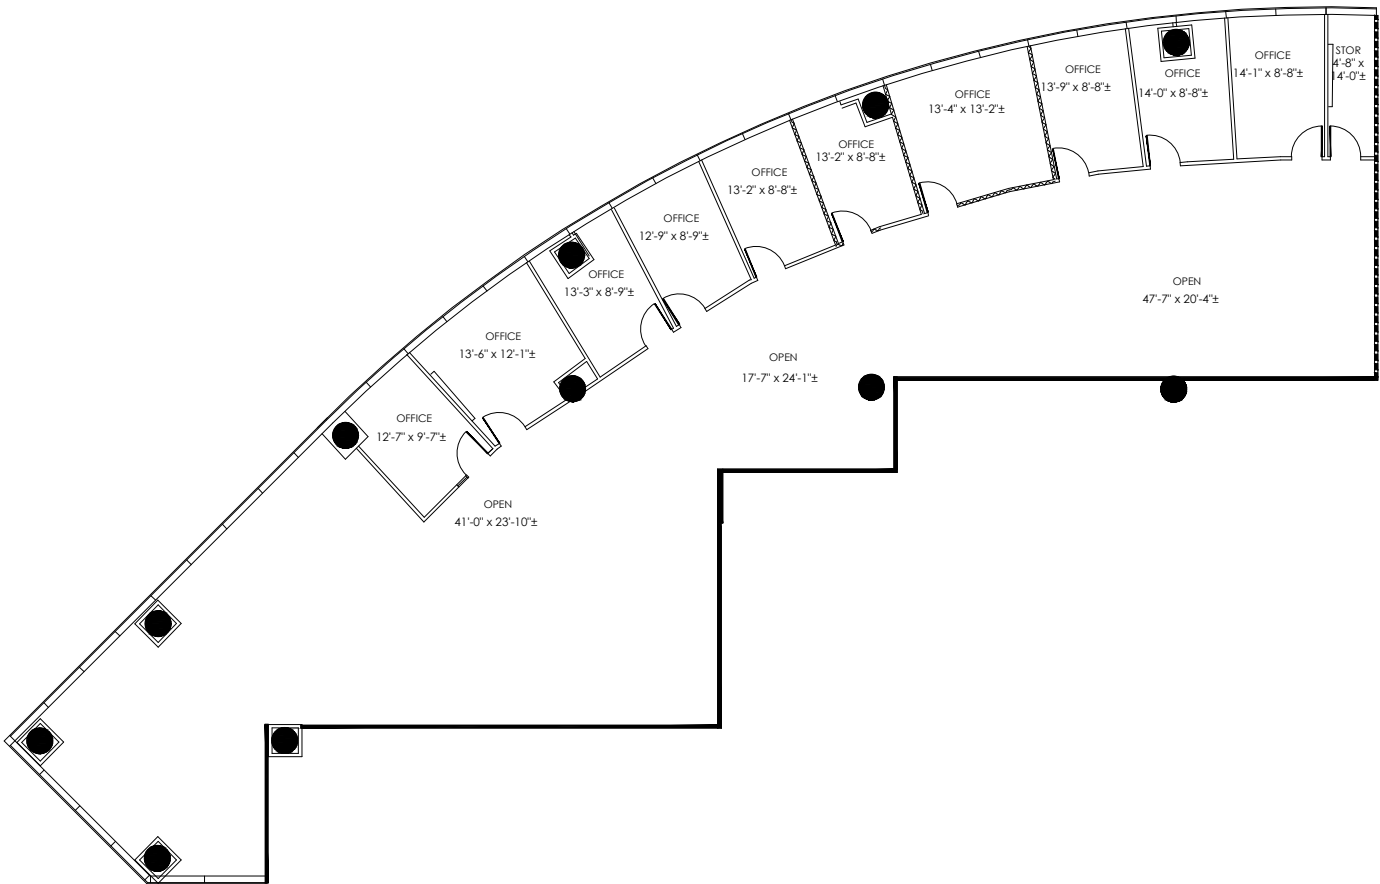 OFFICE
12'-7" x 9'-7"±
OFFICE
13'-6" x 12'-1"±
OFFICE
13'-3" x 8'-9"±
OFFICE
12'-9" x 8'-9"±
OFFICE
13'-2" x 8'-8"±
OFFICE
13'-2" x 8'-8"±
OFFICE
13'-4" x 13'-2"±
OFFICE
13'-9" x 8'-8"±
OFFICE
14'-0" x 8'-8"±
OFFICE
14'-1" x 8'-8"±
STOR
4'-8" x
14'-0"±
OPEN
47'-7" x 20'-4"±
OPEN
17'-7" x 24'-1"±
OPEN
41'-0" x 23'-10"±